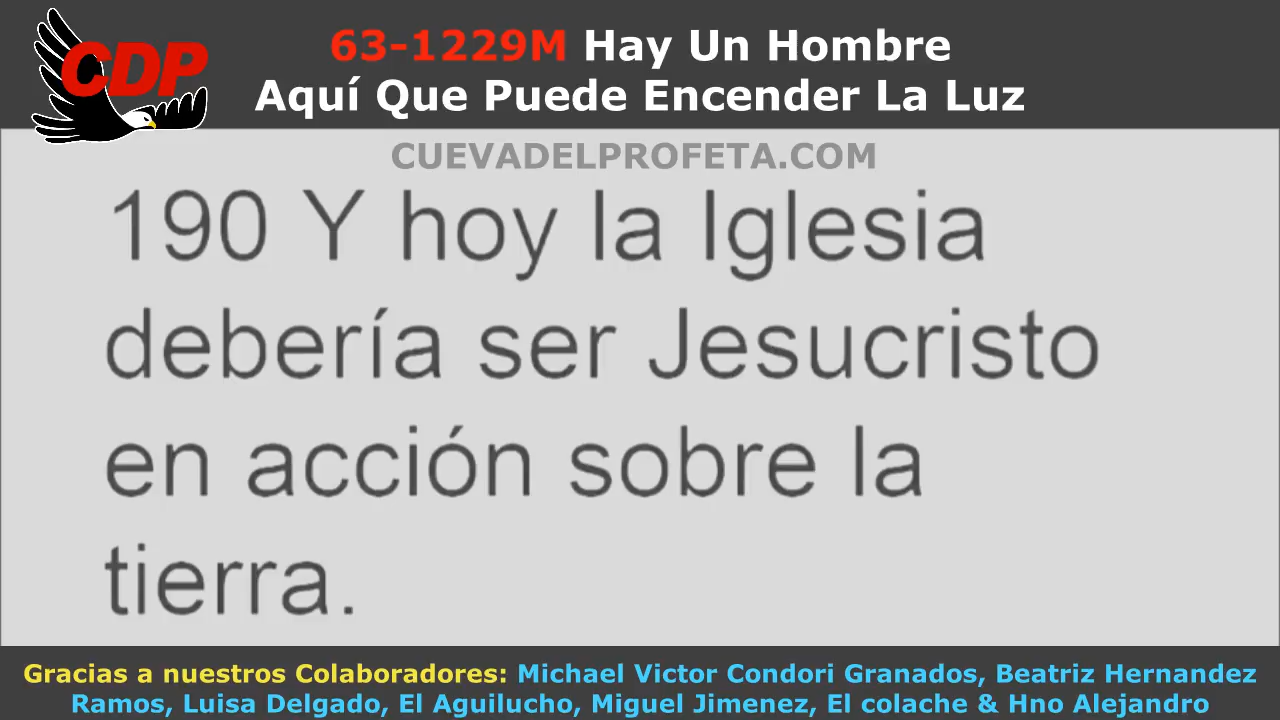 CDP
63-1229M Hay Un Hombre
Aquí Que Puede Encender La Luz
CUEVADELPROFETA.COM
190 Y hoy la Iglesia
debería ser Jesucristo
en acción sobre la
tierra.
Gracias a nuestros Colaboradores: Michael Victor Condori Granados, Beatriz Hernandez
Ramos, Luisa Delgado, El Aguilucho, Miguel Jimenez, El colache & Hno Alejandro